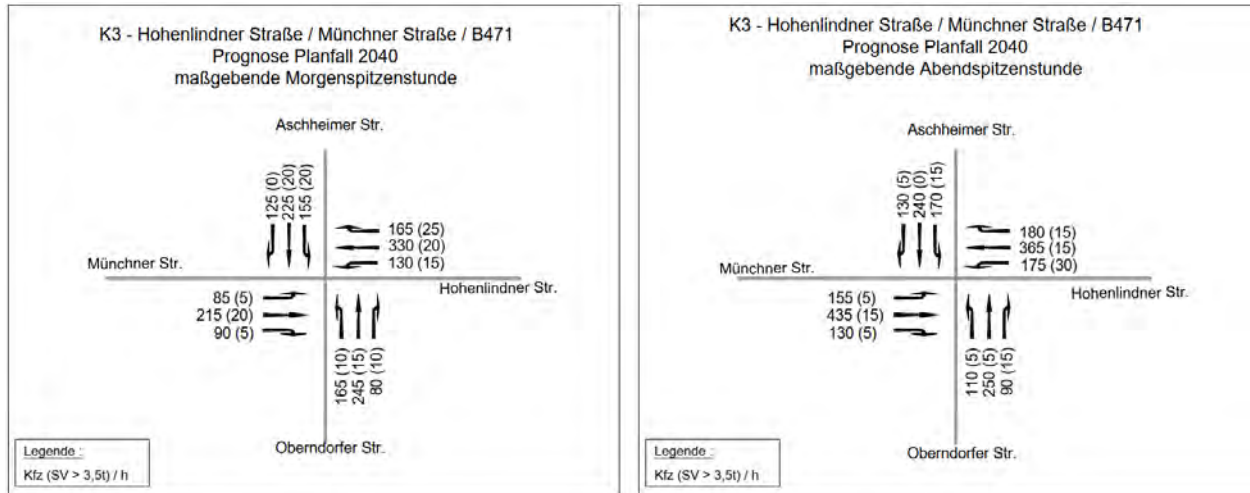 K3 - Hohenlindner Straße / Münchner Straße / B471
Prognose Planfall 2040
maßgebende Morgenspitzenstunde
Aschheimer Str.
125 (0)
225 (20)
155 (20)
165 (25)
330 (20)
130 (15)
Münchner Str.
Hohenlindner Str.
85 (5)
215 (20)
90 (5)
165 (10)
245 (15)
80 (10)
Oberndorfer Str.
Legende :
Kfz (SV > 3,5t) / h
K3 - Hohenlindner Straße / Münchner Straße / B471
Prognose Planfall 2040
maßgebende Abendspitzenstunde
Aschheimer Str.
130 (5)
240 (0)
170 (15)
180 (15)
365 (15)
175 (30)
Münchner Str.
Hohenlindner Str.
155 (5)
435 (15)
130 (5)
110 (5)
250 (5)
90 (15)
Oberndorfer Str.
Legende :
Kfz (SV > 3,5t) / h